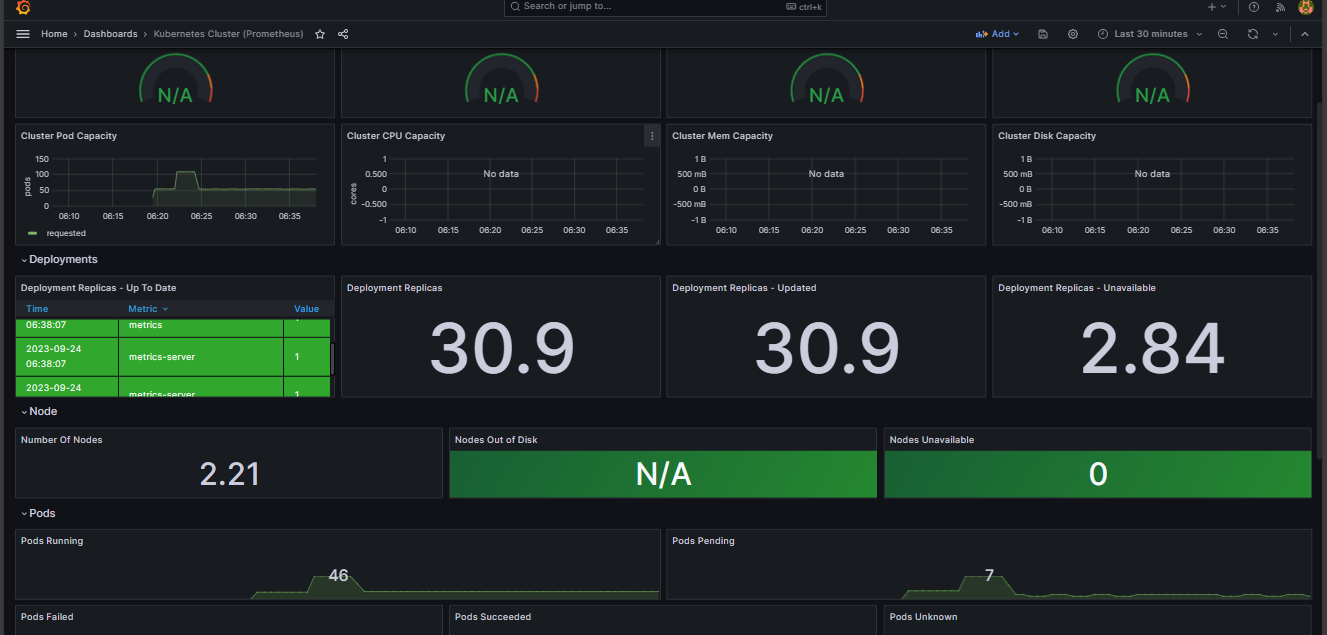 Search or jump to... ctrl+k
Home › Dashboards › Kubernetes Cluster (Prometheus) Add Last 30 minutes
N/A N/A N/A N/A
Cluster Pod Capacity
150
100
50
0
pods
06:10 06:15 06:20 06:25 06:30 06:35
requested
Cluster CPU Capacity
1
0.500
0
-0.500
-1
cores
No data
06:10 06:15 06:20 06:25 06:30 06:35
Cluster Mem Capacity
1 B
500 mB
0 B
-500 mB
-1 B
No data
06:10 06:15 06:20 06:25 06:30 06:35
Cluster Disk Capacity
1 B
500 mB
0 B
-500 mB
-1 B
No data
06:10 06:15 06:20 06:25 06:30 06:35
Deployments
Deployment Replicas - Up To Date
Time Metric Value
06:38:07 metrics
2023-09-24
06:38:07 metrics-server 1
2023-09-24 metrics-server 1
Deployment Replicas
30.9
Deployment Replicas - Updated
30.9
Deployment Replicas - Unavailable
2.84
Node
Number Of Nodes
2.21
Nodes Out of Disk
N/A
Nodes Unavailable
0
Pods
Pods Running
46
Pods Pending
7
Pods Failed
Pods Succeeded
Pods Unknown